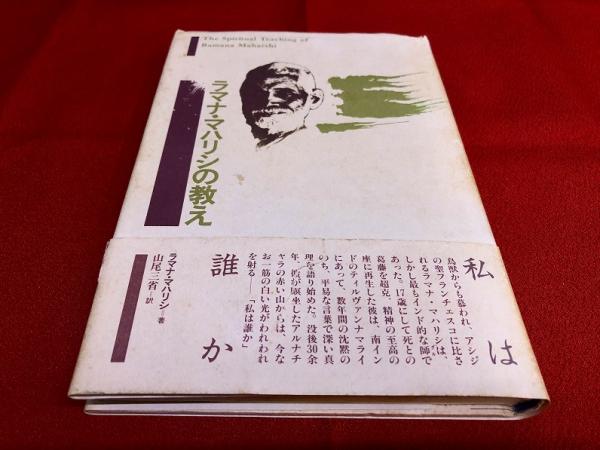 The Spiritual Teaching of
Ramana Maharshi
ラマナ・マハリシの教え
私は
誰か
鳥獣からも慕われ、アシジ
の聖フランチェスコに比さ
れるラマナ・マハリシは、
しかし最もインド的な師で
あった。17歳にして死との
葛藤を超克、精神の至高の
座に再生した彼は、南イン
ドのティルヴァンナマライ
にあって、数年間の沈黙の
のち、平易な言葉で深い真
理を語り始めた。没後30余
年、彼が坐したアルナチ
ャラの赤い山からは、今な
お一筋の白い光がわれわれ
を射る――「私は誰か」
ラマナ・マハリシ―著
山尾三省―訳